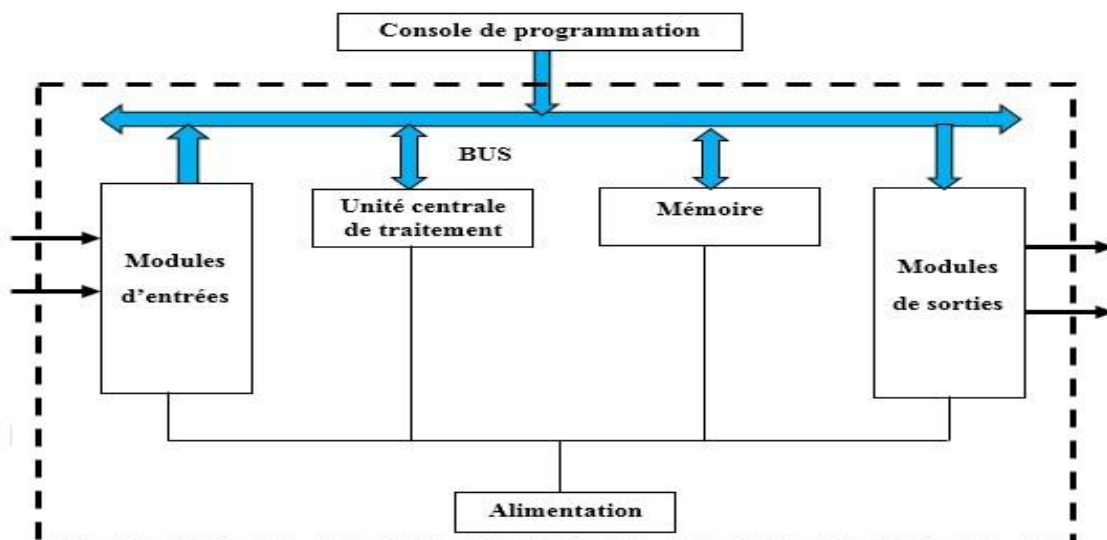 Console de programmation
BUS
Unité centrale
de traitement
Mémoire
Modules
d’entrées
Modules
de sorties
Alimentation